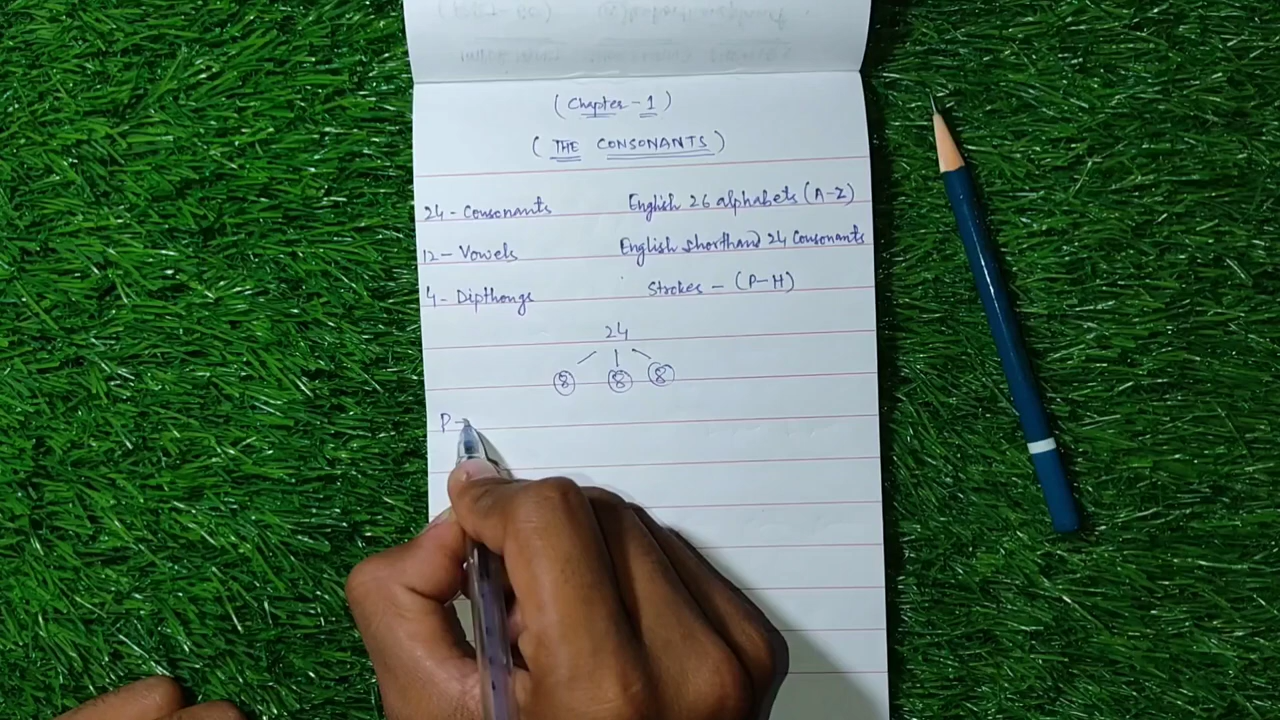 (Chapter - 1)
(THE CONSONANTS)
24 - Consonants English 26 alphabets (A-Z)
12 - Vowels English shorthand 24 Consonants
4 - Dipthongs Strokes - (P-H)
24
8 8 8
P -